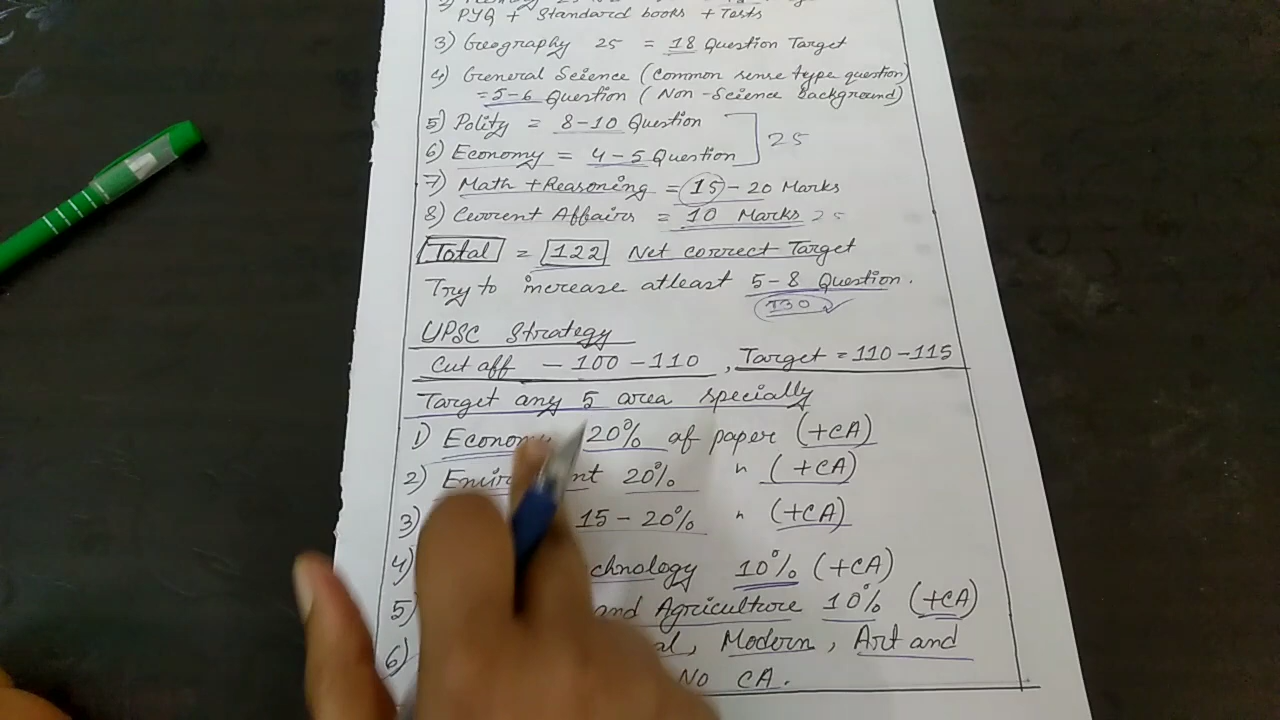 PYQ + Standard books + Tests
3) Geography 25 = 18 Question Target
4) General Science (Common sense type question)
= 5-6 Question (Non-Science background)
5) Polity = 8-10 Question
25
6) Economy = 4-5 Question
7) Math + Reasoning = 15-20 Marks
8) Current Affairs = 10 Marks 25
Total = 122 Net correct Target
Try to increase atleast 5-8 Question.
130
UPSC Strategy
Cut off - 100-110, Target = 110-115
Target any 5 area specially
1) Economy 20% of paper (+CA)
2) 20% " (+CA)
3) 15-20% " (+CA)
4) 10% (+CA)
5) and Agriculture 10% (+CA)
6) Modern, Art and
No CA.